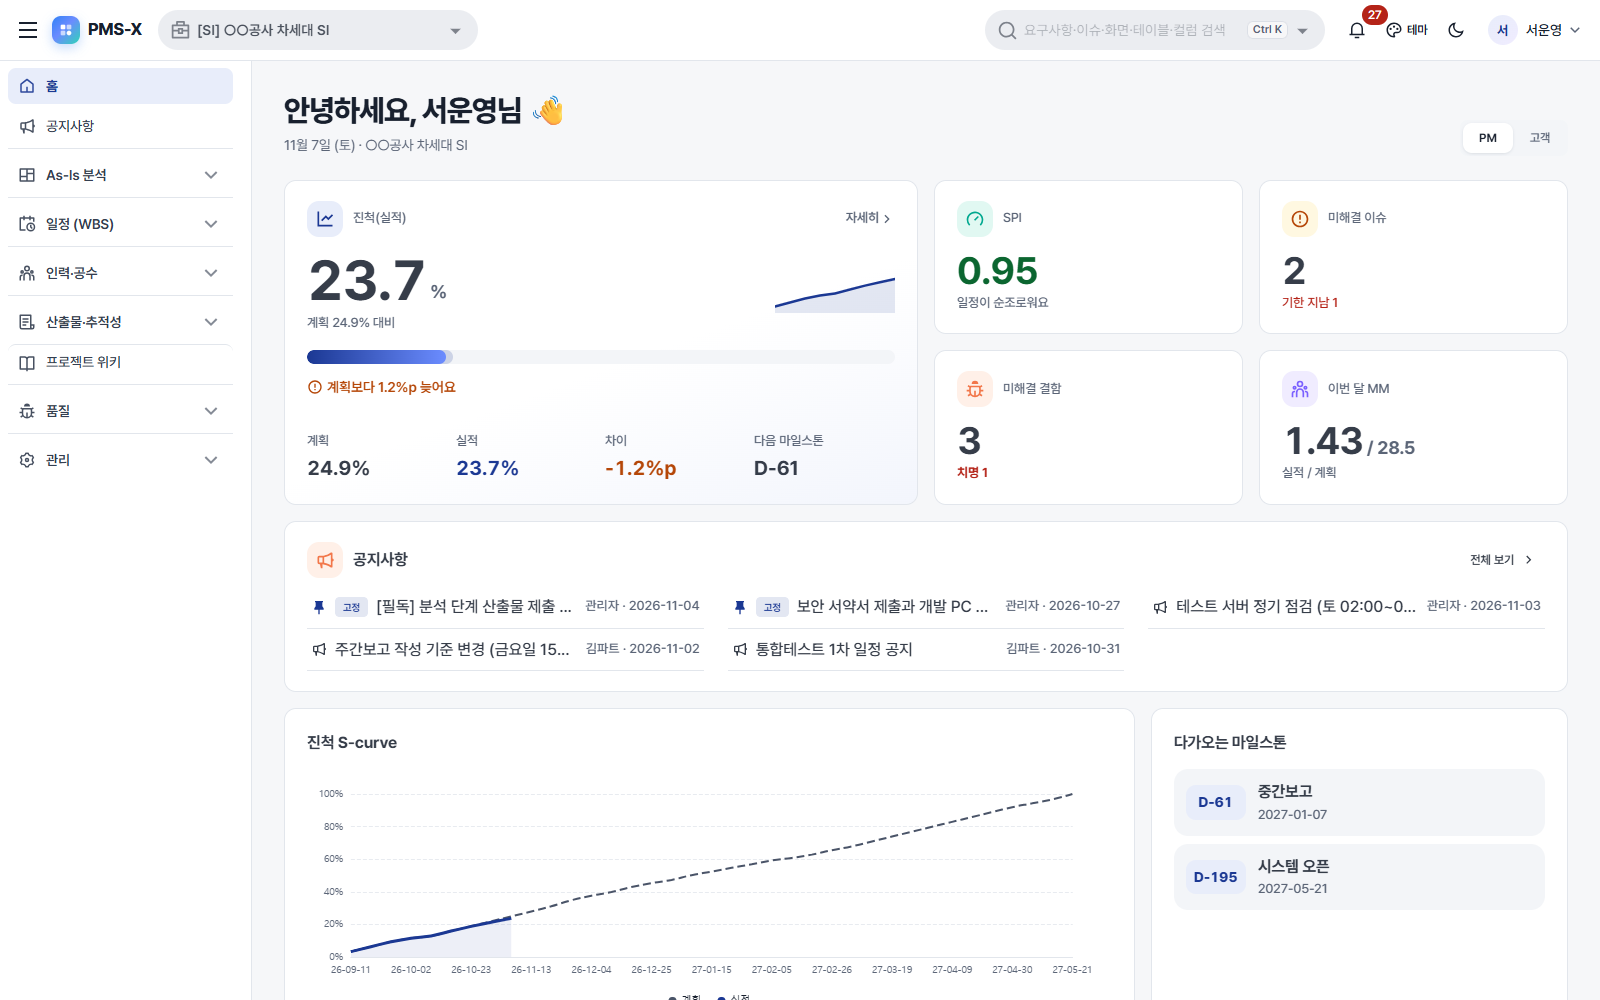 PMS-X
[SI] 〇〇공사 차세대 SI
요구사항·이슈·화면·테이블·컬럼 검색
Ctrl K
27
테마
서
서운영
홈
공지사항
As-Is 분석
일정 (WBS)
인력·공수
산출물·추적성
프로젝트 위키
품질
관리
안녕하세요, 서운영님 👋
11월 7일 (토) · 〇〇공사 차세대 SI
PM
고객
진척(실적)
자세히
23.7 %
계획 24.9% 대비
계획보다 1.2%p 늦어요
계획
실적
차이
다음 마일스톤
24.9%
23.7%
-1.2%p
D-61
SPI
0.95
일정이 순조로워요
미해결 이슈
2
기한 지남 1
미해결 결함
3
치명 1
이번 달 MM
1.43 / 28.5
실적 / 계획
공지사항
전체 보기
고정 [필독] 분석 단계 산출물 제출 ... 관리자 · 2026-11-04
고정 보안 서약서 제출과 개발 PC ... 관리자 · 2026-10-27
테스트 서버 정기 점검 (토 02:00~0... 관리자 · 2026-11-03
주간보고 작성 기준 변경 (금요일 15... 김파트 · 2026-11-02
통합테스트 1차 일정 공지 김파트 · 2026-10-31
진척 S-curve
100%
80%
60%
40%
20%
0%
26-09-11 26-10-02 26-10-23 26-11-13 26-12-04 26-12-25 27-01-15 27-02-05 27-02-26 27-03-19 27-04-09 27-04-30 27-05-21
계획 실적
다가오는 마일스톤
D-61
중간보고
2027-01-07
D-195
시스템 오픈
2027-05-21